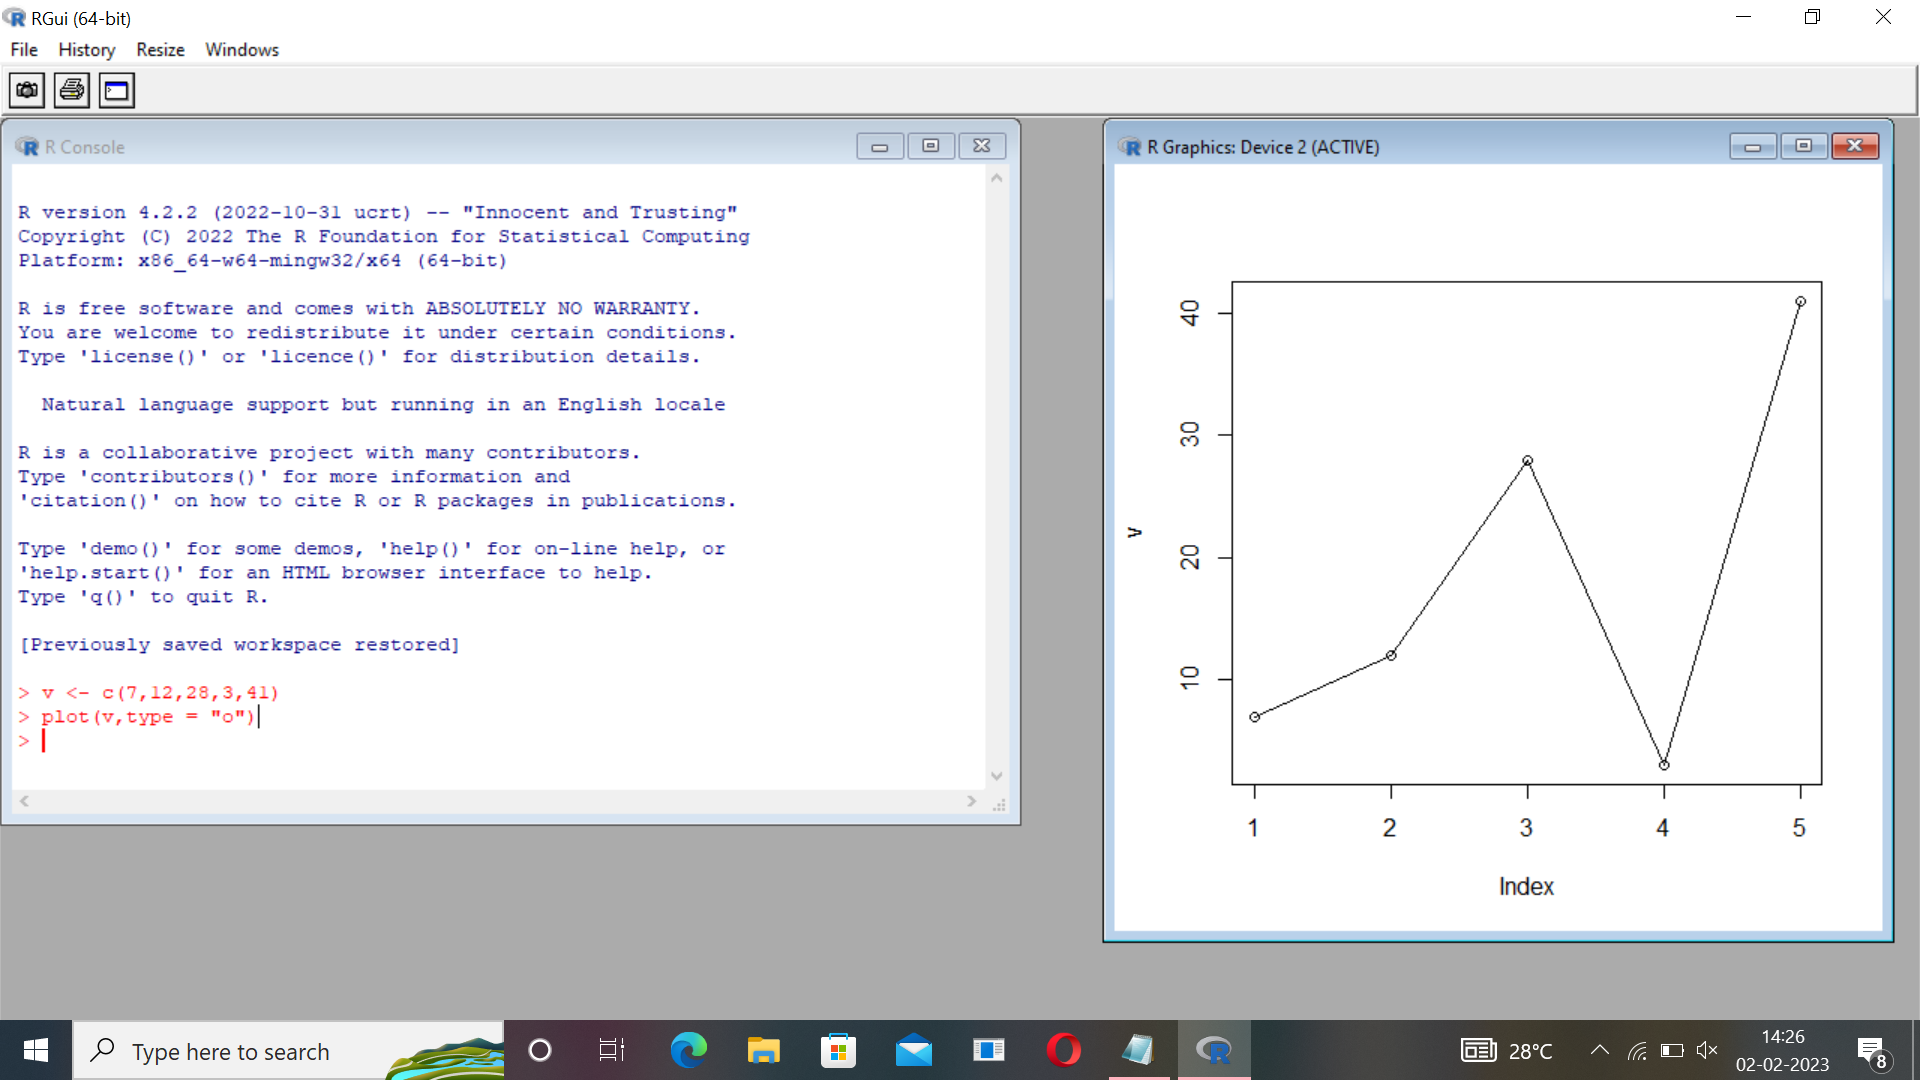 RGui (64-bit)
File History Resize Windows
R Console
R version 4.2.2 (2022-10-31 ucrt) -- "Innocent and Trusting"
Copyright (C) 2022 The R Foundation for Statistical Computing
Platform: x86_64-w64-mingw32/x64 (64-bit)
R is free software and comes with ABSOLUTELY NO WARRANTY.
You are welcome to redistribute it under certain conditions.
Type 'license()' or 'licence()' for distribution details.
Natural language support but running in an English locale
R is a collaborative project with many contributors.
Type 'contributors()' for more information and
'citation()' on how to cite R or R packages in publications.
Type 'demo()' for some demos, 'help()' for on-line help, or
'help.start()' for an HTML browser interface to help.
Type 'q()' to quit R.
[Previously saved workspace restored]
> v <- c(7,12,28,3,41)
> plot(v,type = "o")
>
R Graphics: Device 2 (ACTIVE)
40
30
20
10
v
1 2 3 4 5
Index
Type here to search
28°C
14:26
02-02-2023
8